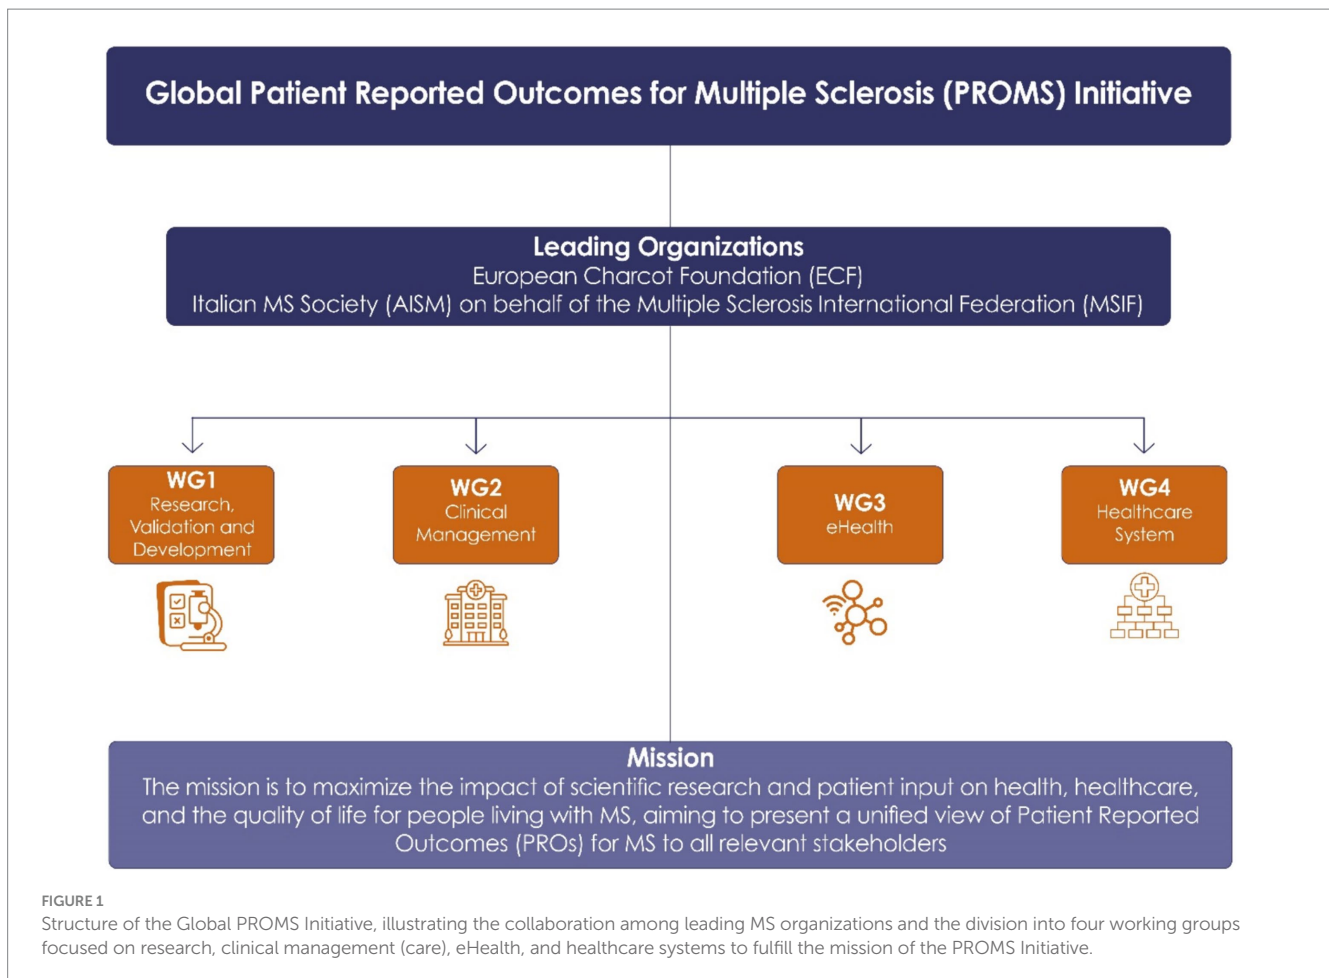 Global Patient Reported Outcomes for Multiple Sclerosis (PROMS) Initiative
Leading Organizations
European Charcot Foundation (ECF)
Italian MS Society (AISM) on behalf of the Multiple Sclerosis International Federation (MSIF)
WG1
Research,
Validation and
Development
WG2
Clinical
Management
WG3
eHealth
WG4
Healthcare
System
Mission
The mission is to maximize the impact of scientific research and patient input on health, healthcare,
and the quality of life for people living with MS, aiming to present a unified view of Patient Reported
Outcomes (PROs) for MS to all relevant stakeholders
FIGURE 1
Structure of the Global PROMS Initiative, illustrating the collaboration among leading MS organizations and the division into four working groups
focused on research, clinical management (care), eHealth, and healthcare systems to fulfill the mission of the PROMS Initiative.